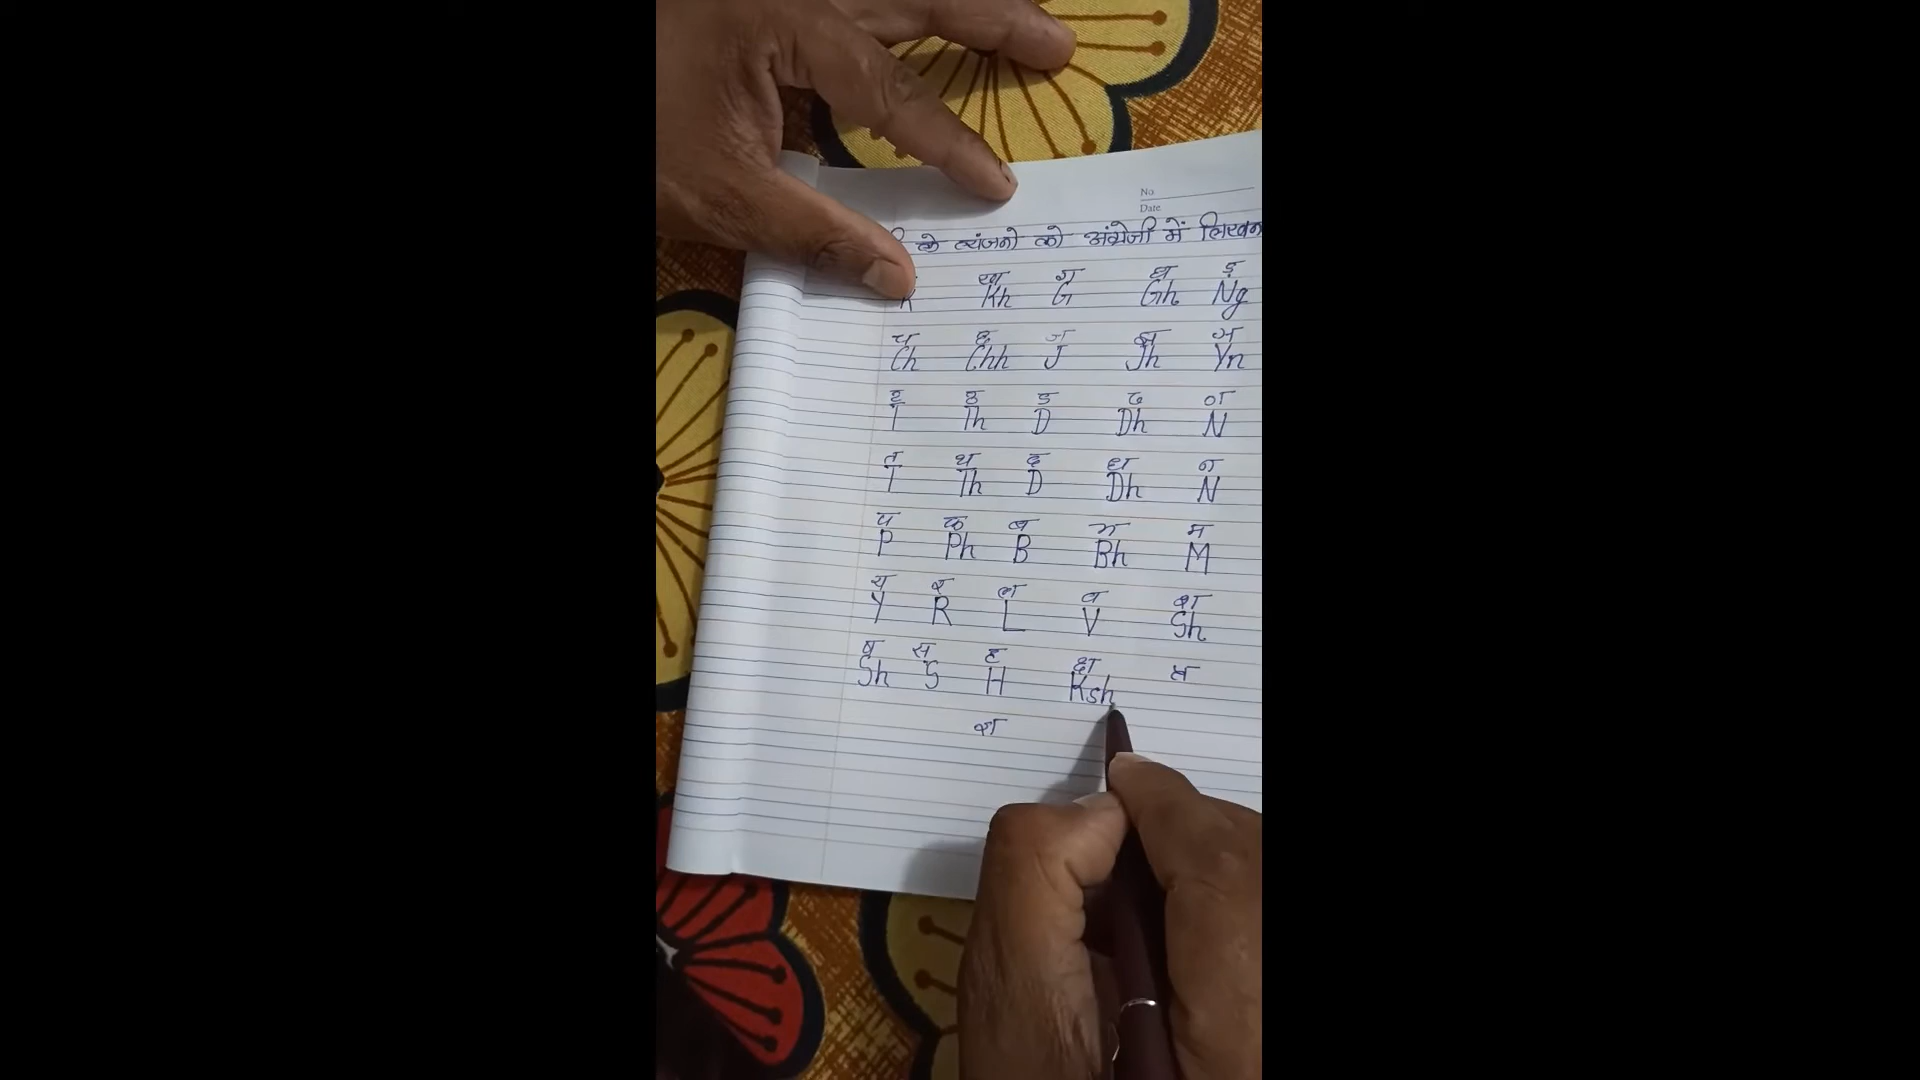 No
Date
के व्यंजनो को अंग्रेजी में लिखन
ख ग घ ङ
K Kh G Gh Ng
च छ ज झ ञ
Ch Chh J Jh Yn
ट ठ ड ढ ण
T Th D Dh N
त थ द ध न
T Th D Dh N
प फ ब भ म
P Ph B Bh M
य र ल व श
Y R L V Sh
ष स ह क्ष त्र
Sh S H Ksh
ज्ञ